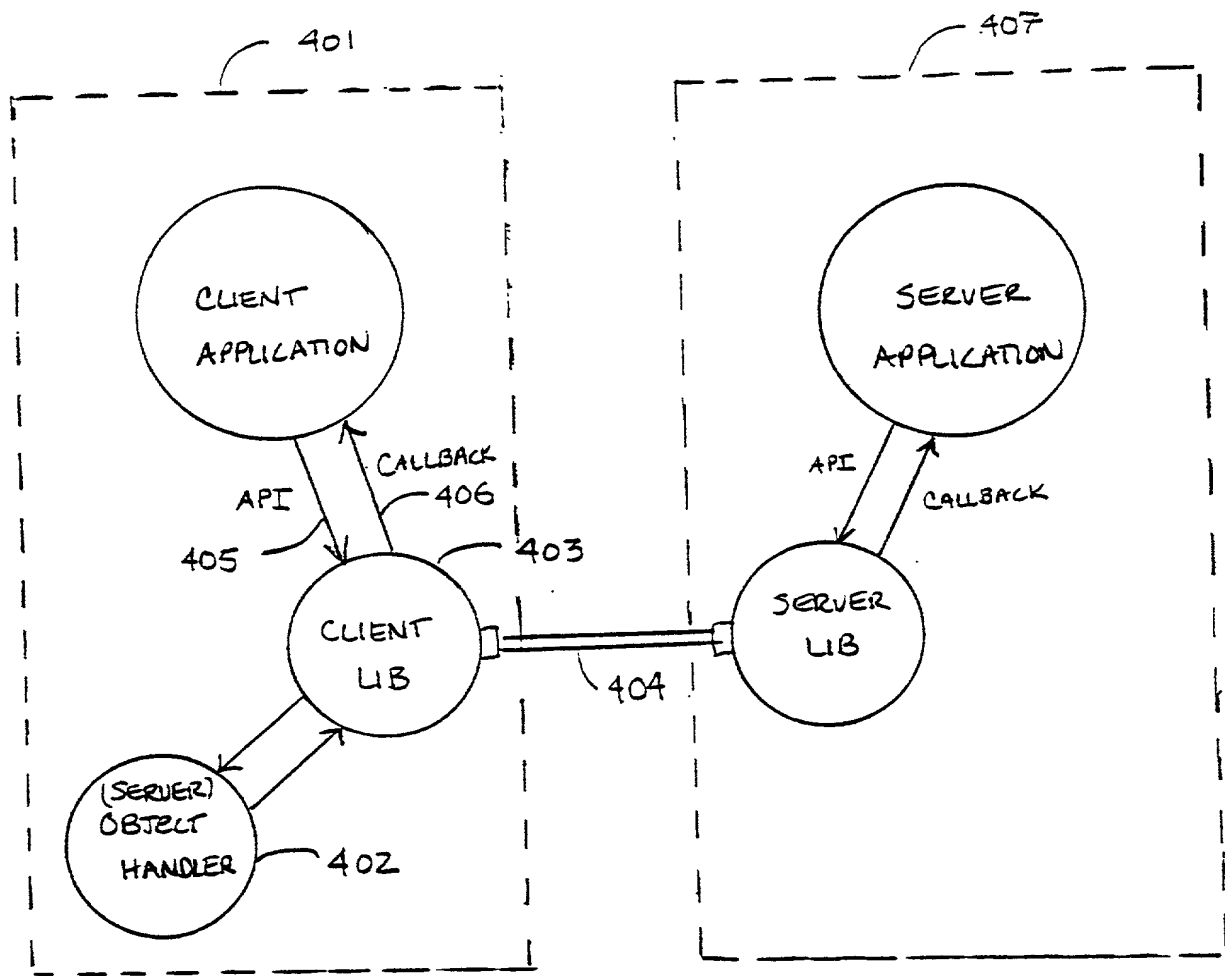 401
407
CLIENT
APPLICATION
SERVER
APPLICATION
API
405
CALLBACK
406
403
API
CALLBACK
CLIENT
LIB
SERVER
LIB
404
(SERVER)
OBJECT
HANDLER
402